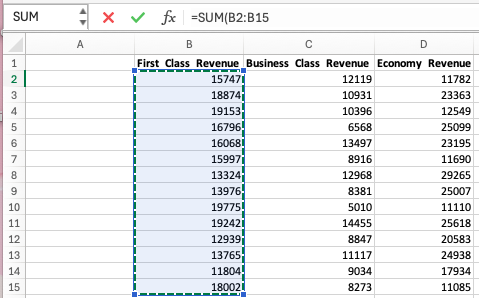 SUM fx =SUM(B2:B15
A B C D
1 First Class Revenue Business Class Revenue Economy Revenue
2 15747 12119 11782
3 18874 10931 23363
4 19153 10396 12549
5 16796 6568 25099
6 16068 13497 23195
7 15997 8916 11690
8 13324 12968 29265
9 13976 8381 25007
10 19775 5010 11110
11 19242 14455 25618
12 12939 8847 20583
13 13765 11117 24938
14 11804 9034 17934
15 18002 8273 11085